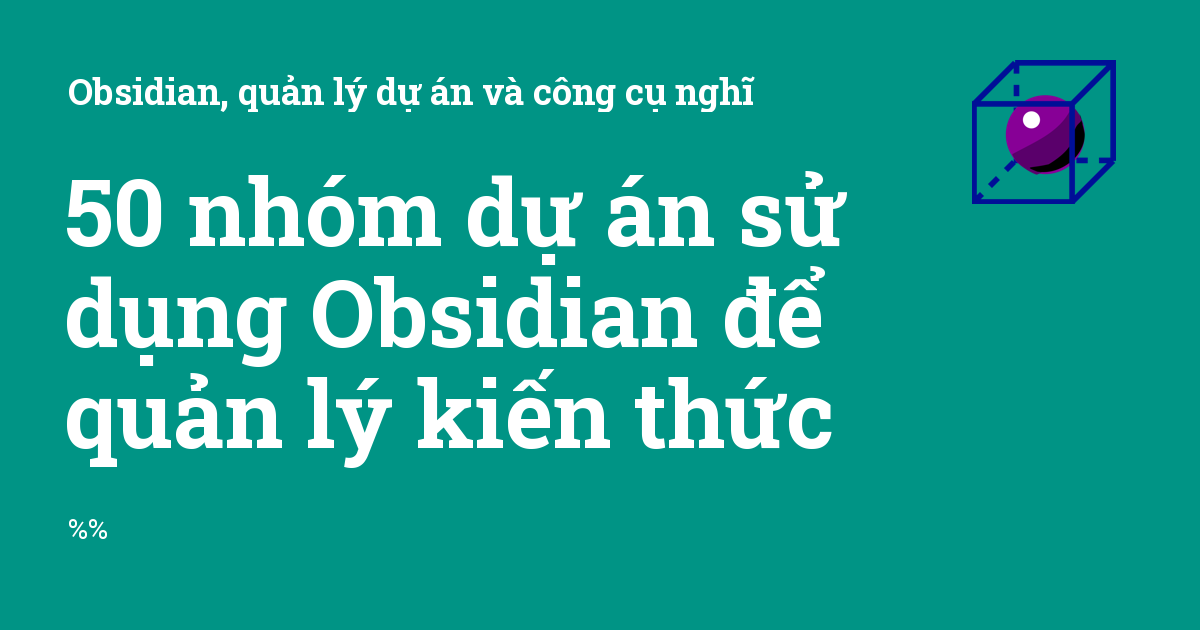 Obsidian, quản lý dự án và công cụ nghĩ
50 nhóm dự án sử
dụng Obsidian để
quản lý kiến thức
%%